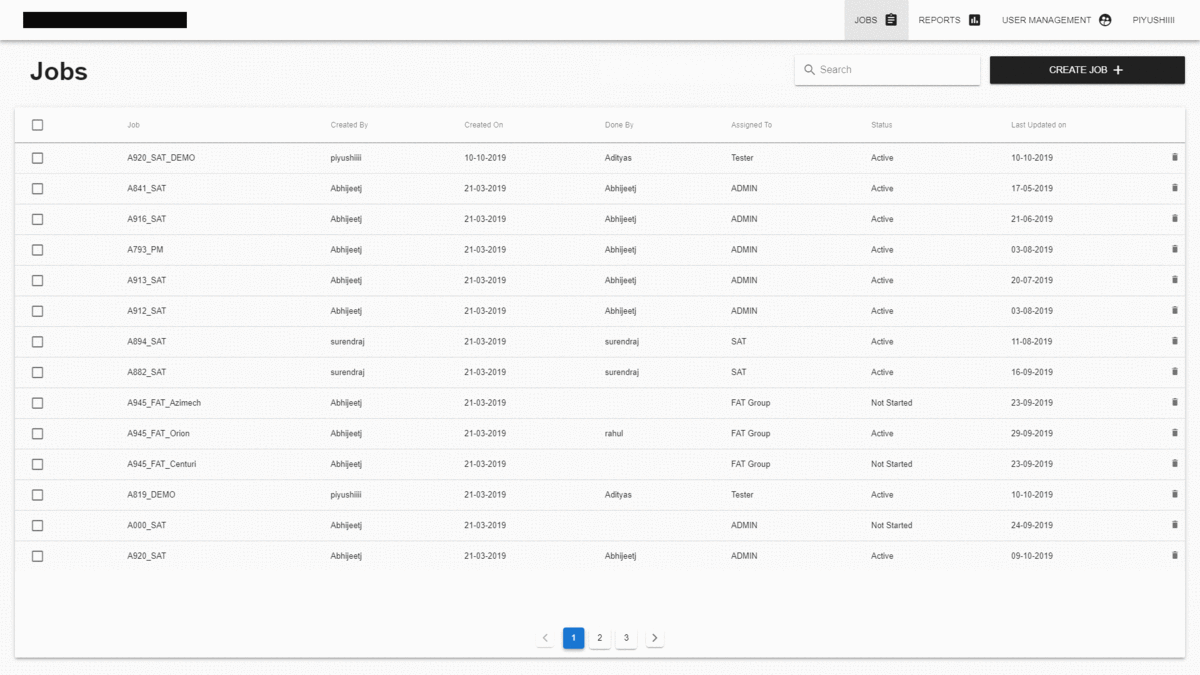 JOBS REPORTS USER MANAGEMENT PIYUSHIIII
Jobs Search CREATE JOB +
Job Created By Created On Done By Assigned To Status Last Updated on
A920_SAT_DEMO piyushiiii 10-10-2019 Adityas Tester Active 10-10-2019
A841_SAT Abhijeetj 21-03-2019 Abhijeetj ADMIN Active 17-05-2019
A916_SAT Abhijeetj 21-03-2019 Abhijeetj ADMIN Active 21-06-2019
A793_PM Abhijeetj 21-03-2019 Abhijeetj ADMIN Active 03-08-2019
A913_SAT Abhijeetj 21-03-2019 Abhijeetj ADMIN Active 20-07-2019
A912_SAT Abhijeetj 21-03-2019 Abhijeetj ADMIN Active 03-08-2019
A894_SAT surendraj 21-03-2019 surendraj SAT Active 11-08-2019
A882_SAT surendraj 21-03-2019 surendraj SAT Active 16-09-2019
A945_FAT_Azimech Abhijeetj 21-03-2019 FAT Group Not Started 23-09-2019
A945_FAT_Orion Abhijeetj 21-03-2019 rahul FAT Group Active 29-09-2019
A945_FAT_Centuri Abhijeetj 21-03-2019 FAT Group Not Started 23-09-2019
A819_DEMO piyushiiii 21-03-2019 Adityas Tester Active 10-10-2019
A000_SAT Abhijeetj 21-03-2019 ADMIN Not Started 24-09-2019
A920_SAT Abhijeetj 21-03-2019 Abhijeetj ADMIN Active 09-10-2019
1 2 3